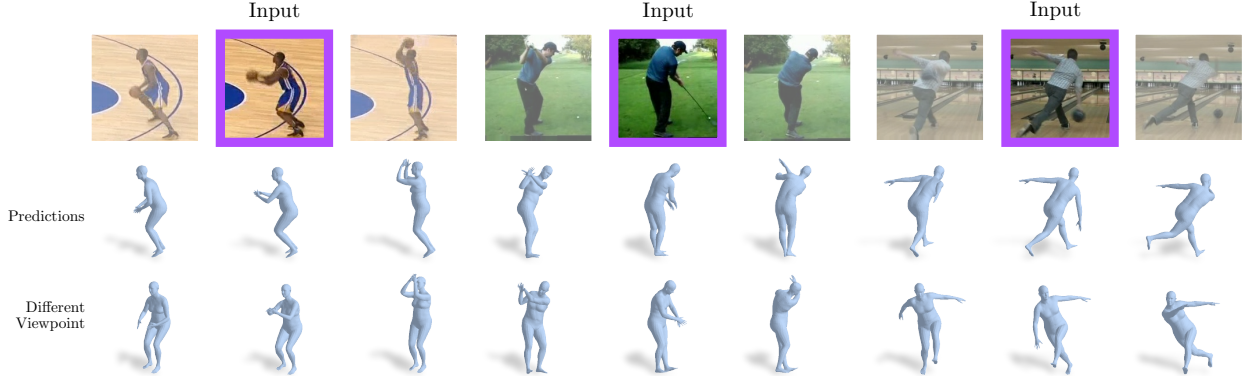 Input
Input
Input
Predictions
Different
Viewpoint